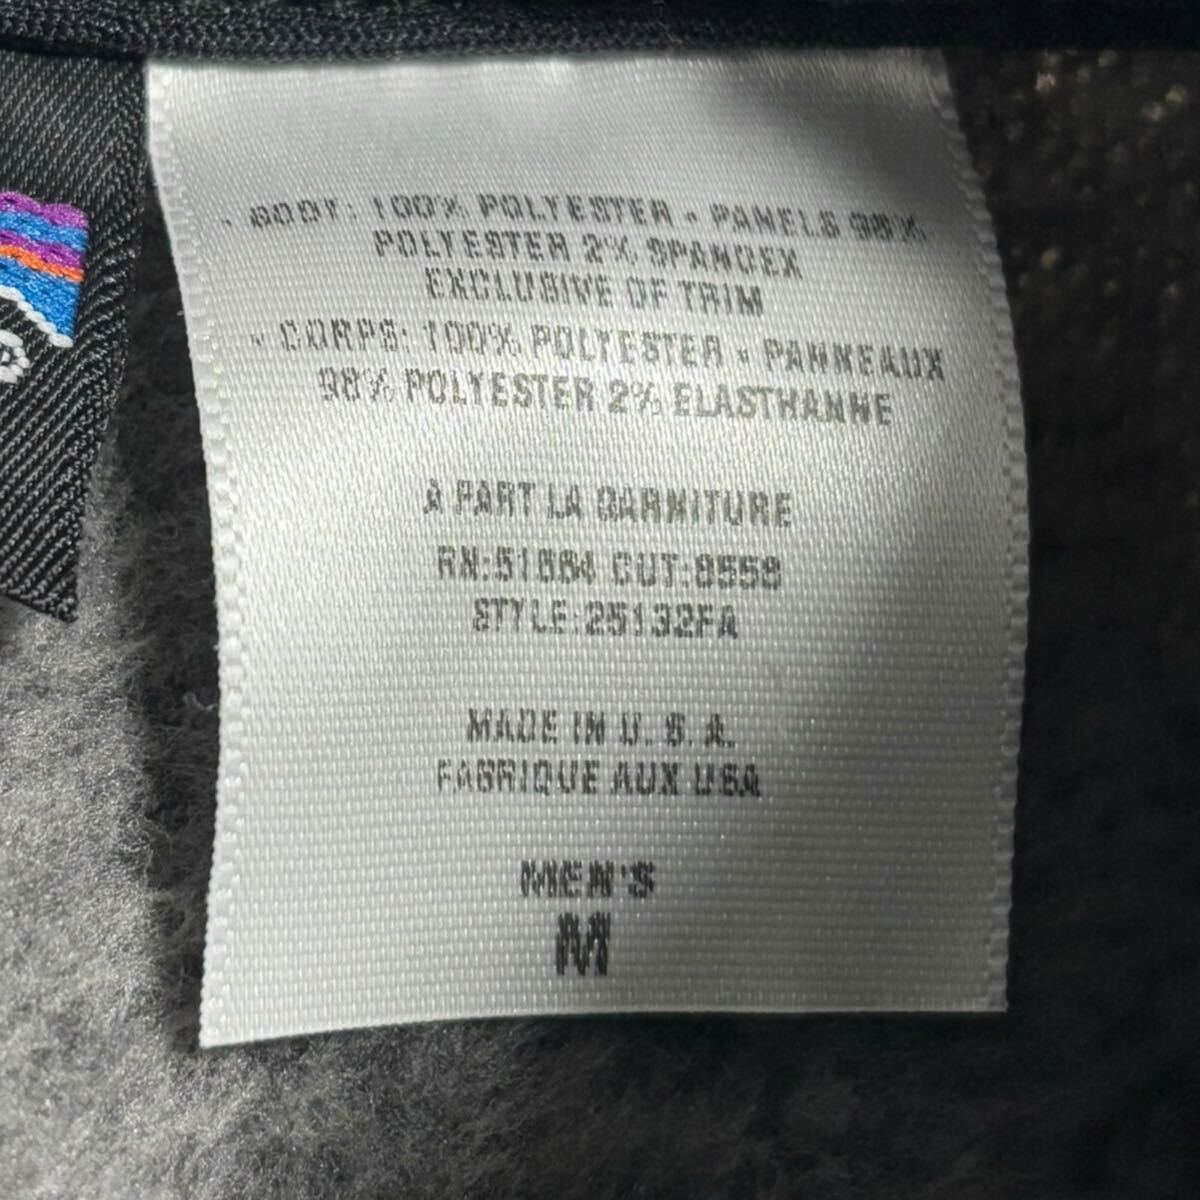 • BODY: 100% POLYESTER • PANELS 98%
POLYESTER 2% SPANDEX
EXCLUSIVE OF TRIM
• CORPS: 100% POLYESTER • PANNEAUX
98% POLYESTER 2% ELASTHANNE
A PART LA GARNITURE
RN:51884 CUT:8558
STYLE:25132FA
MADE IN U.S.A.
FABRIQUE AUX USA
MEN'S
M